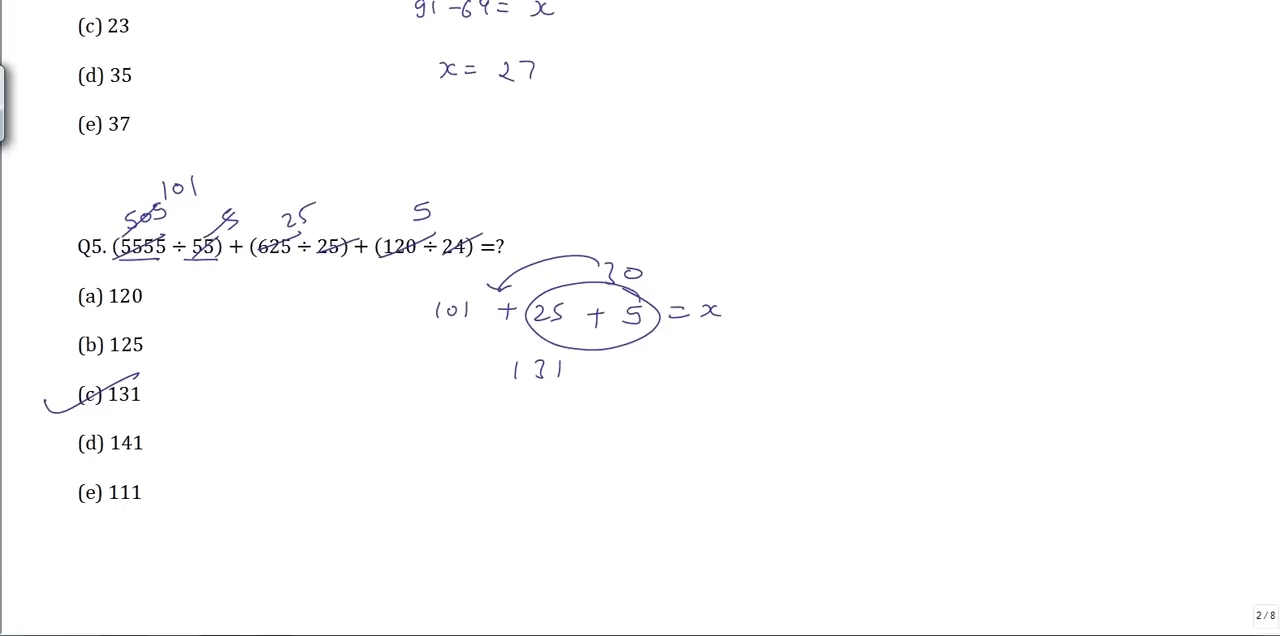 (c) 23
91 - 64 = x
(d) 35
x = 27
(e) 37
101
505 5 25 5
Q5. (5555 ÷ 55) + (625 ÷ 25) + (120 ÷ 24) =?
30
(a) 120
101 + 25 + 5 = x
(b) 125
131
(c) 131
(d) 141
(e) 111
2 / 8